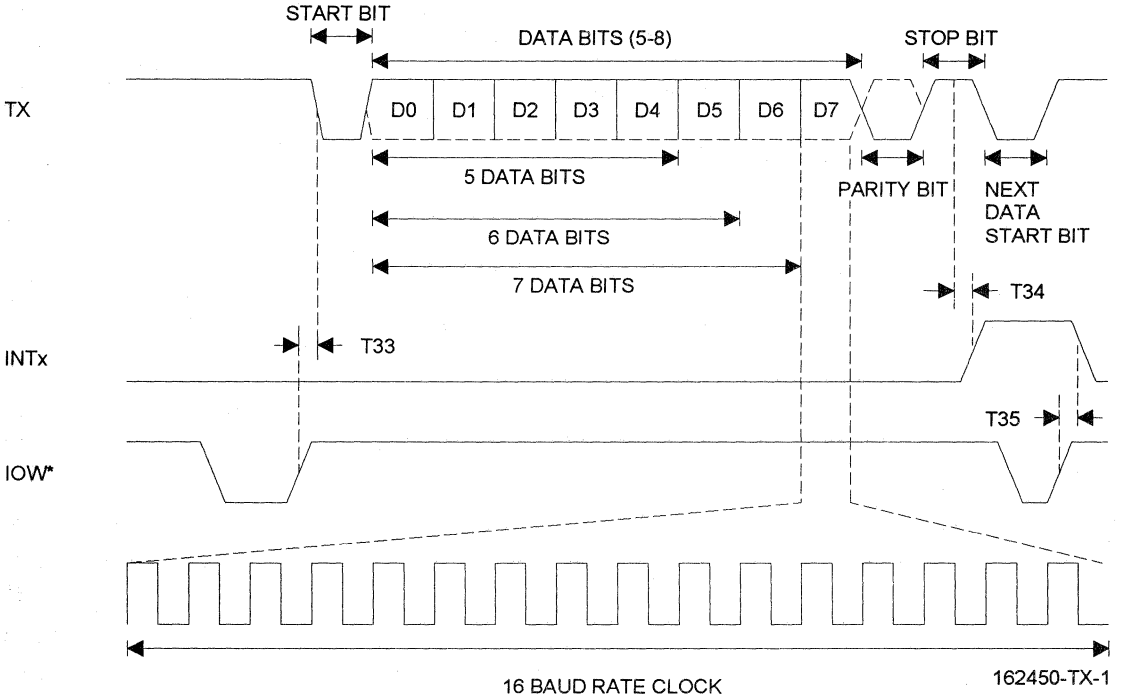 START BIT
DATA BITS (5-8)
STOP BIT
TX
D0 D1 D2 D3 D4 D5 D6 D7
5 DATA BITS
PARITY BIT
NEXT
DATA
START BIT
6 DATA BITS
7 DATA BITS
T34
T33
INTx
T35
IOW*
16 BAUD RATE CLOCK
162450-TX-1